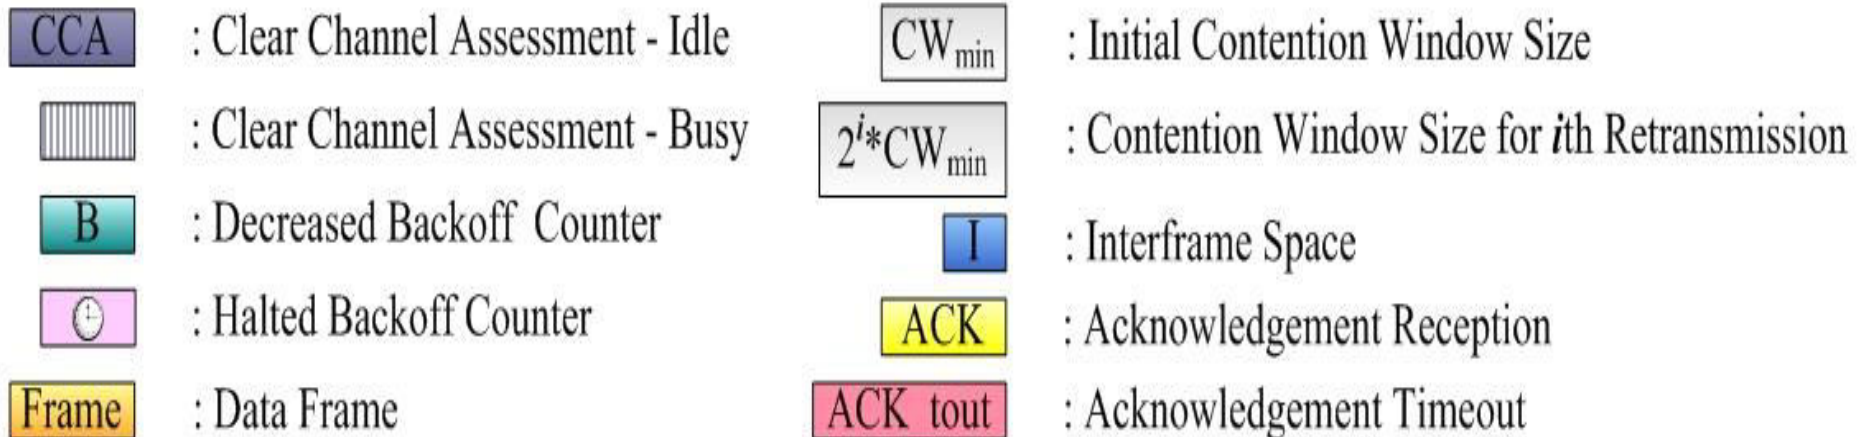 CCA : Clear Channel Assessment - Idle
: Clear Channel Assessment - Busy
B : Decreased Backoff Counter
: Halted Backoff Counter
Frame : Data Frame
CWmin : Initial Contention Window Size
2^i*CWmin : Contention Window Size for ith Retransmission
I : Interframe Space
ACK : Acknowledgement Reception
ACK tout : Acknowledgement Timeout